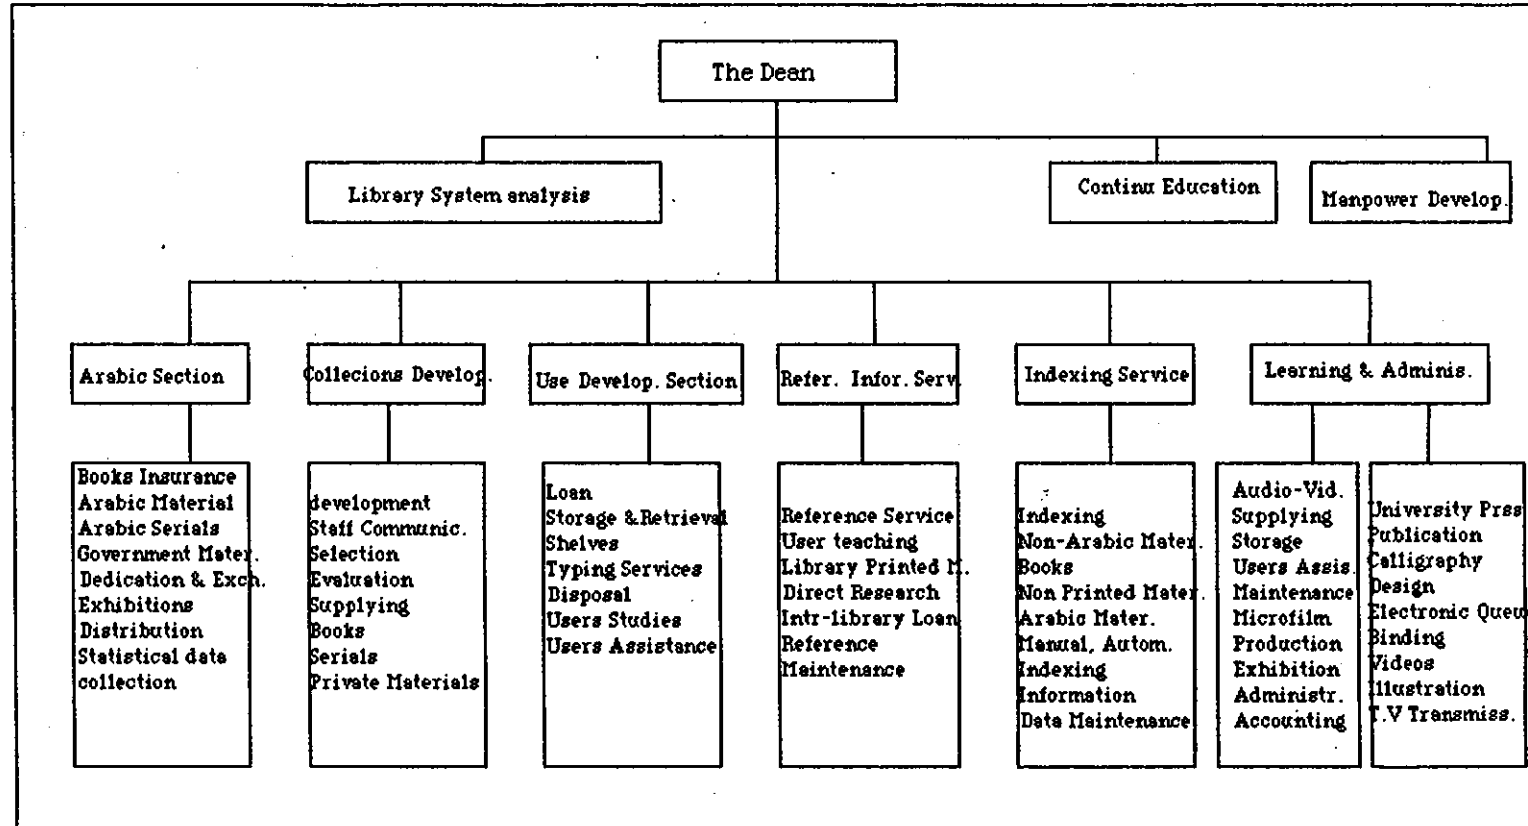 The Dean
Library System analysis
Continu Education
Manpower Develop.
Arabic Section
Collecions Develop.
Use Develop. Section
Refer. Infor. Serv.
Indexing Service
Learning & Adminis.
Books Insurance
Arabic Material
Arabic Serials
Government Mater.
Dedication & Exch.
Exhibitions
Distribution
Statistical data
collection
development
Staff Communic.
Selection
Evaluation
Supplying
Books
Serials
Private Materials
Loan
Storage &Retrieval
Shelves
Typing Services
Disposal
Users Studies
Users Assistance
Reference Service
User teaching
Library Printed M.
Direct Research
Intr-library Loan
Reference
Maintenance
Indexing
Non-Arabic Mater.
Books
Non Printed Mater.
Arabic Mater.
Manual, Autom.
Indexing
Information
Data Maintenance
Audio-Vid.
Supplying
Storage
Users Assis.
Maintenance
Microfilm
Production
Exhibition
Administr.
Accounting
University Prss
Publication
Calligraphy
Design
Electronic Queu
Binding
Videos
Illustration
T.V Transmiss.